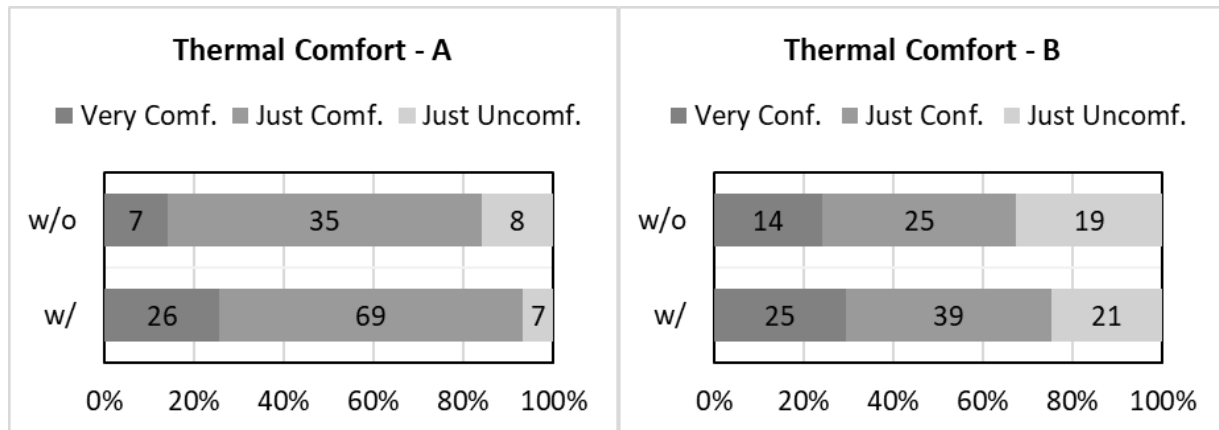 Thermal Comfort - A
Very Comf. Just Comf. Just Uncomf.
w/o 7 35 8
w/ 26 69 7
0% 20% 40% 60% 80% 100%
Thermal Comfort - B
Very Conf. Just Conf. Just Uncomf.
w/o 14 25 19
w/ 25 39 21
0% 20% 40% 60% 80% 100%